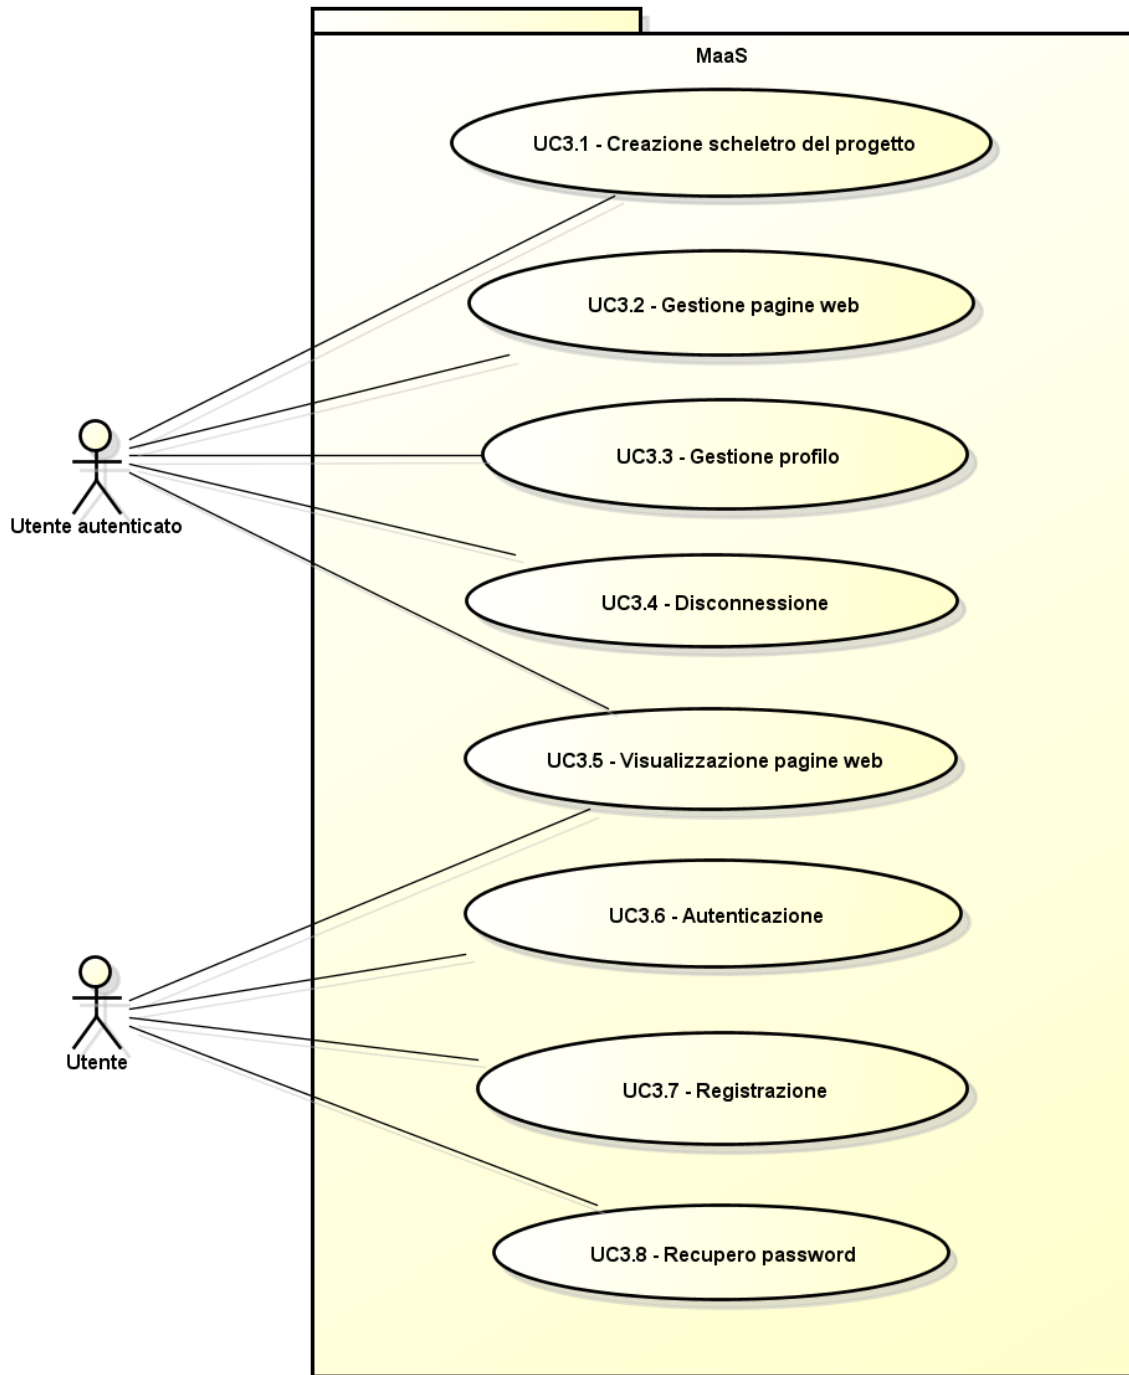 MaaS
UC3.1 - Creazione scheletro del progetto
UC3.2 - Gestione pagine web
UC3.3 - Gestione profilo
Utente autenticato
UC3.4 - Disconnessione
UC3.5 - Visualizzazione pagine web
UC3.6 - Autenticazione
Utente
UC3.7 - Registrazione
UC3.8 - Recupero password